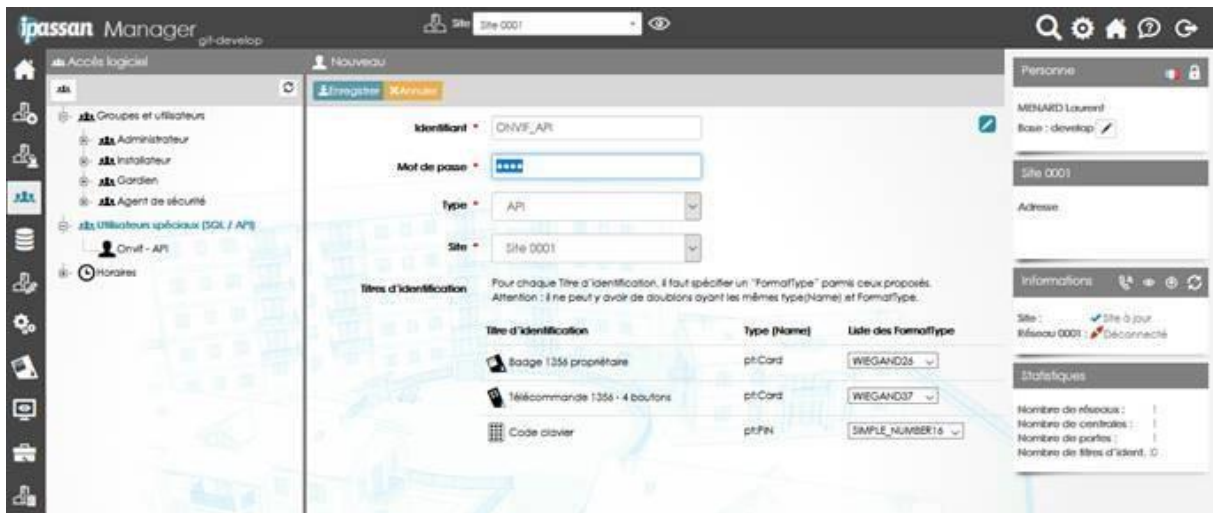 ipassan Manager
git-develop
Site Site 0001
Accès logiciel
Groupes et utilisateurs
Administrateur
Installateur
Gardien
Agent de sécurité
Utilisateurs spéciaux (SQL / API)
Onvif - API
Horaires
Nouveau
Enregistrer Annuler
Identifiant * ONVIF_API
Mot de passe *
Type * API
Site * Site 0001
Titres d'identification
Pour chaque Titre d'identification, il faut spécifier un "FormatType" parmis ceux proposés.
Attention : il ne peut y avoir de doublons ayant les mêmes type(Name) et FormatType.
Titre d'identification Type (Name) Liste des FormatType
Badge 1356 propriétaire pt:Card WIEGAND26
Télécommande 1356 - 4 boutons pt:Card WIEGAND37
Code clavier pt:PIN SIMPLE_NUMBER16
Personne
MENARD Laurent
Base : develop
Site 0001
Adresse
Informations
Site : Site à jour
Réseau 0001 : Déconnecté
Statistiques
Nombre de réseaux : 1
Nombre de centrales : 1
Nombre de portes : 1
Nombre de titres d'ident. :0